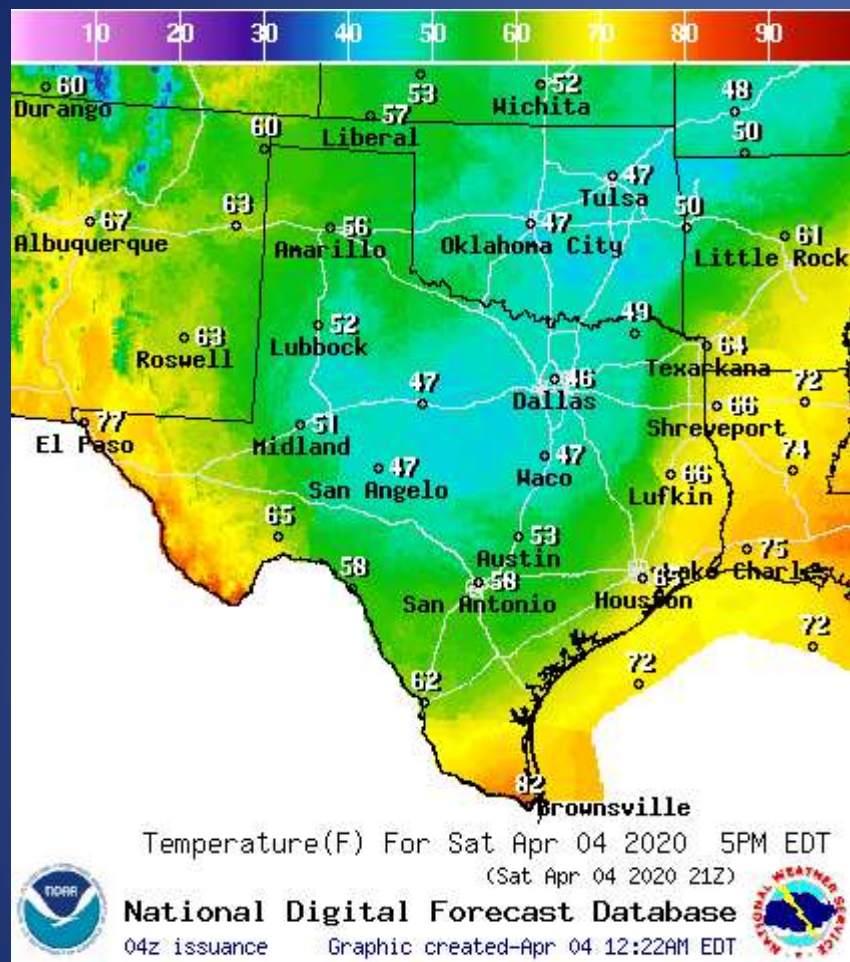 10 20 30 40 50 60 70 80 90
60 53 52
Durango 57 Wichita 48
60 Liberal 50
47
Tulsa
67 63 56 47 50 61
Albuquerque Amarillo Oklahoma City Little Rock
63 52 49 64
Roswell Lubbock Texarkana
47 46 72
Dallas
77 51 66
El Paso Midland Shreveport
47 47 66 74
San Angelo Waco Lufkin
65 53 75
Austin
58 58 Lake Charles
San Antonio Houston
62 72 72
82
Brownsville
Temperature(F) For Sat Apr 04 2020 5PM EDT
(Sat Apr 04 2020 21Z)
National Digital Forecast Database
04z issuance Graphic created-Apr 04 12:22AM EDT
NOAA
NATIONAL WEATHER SERVICE